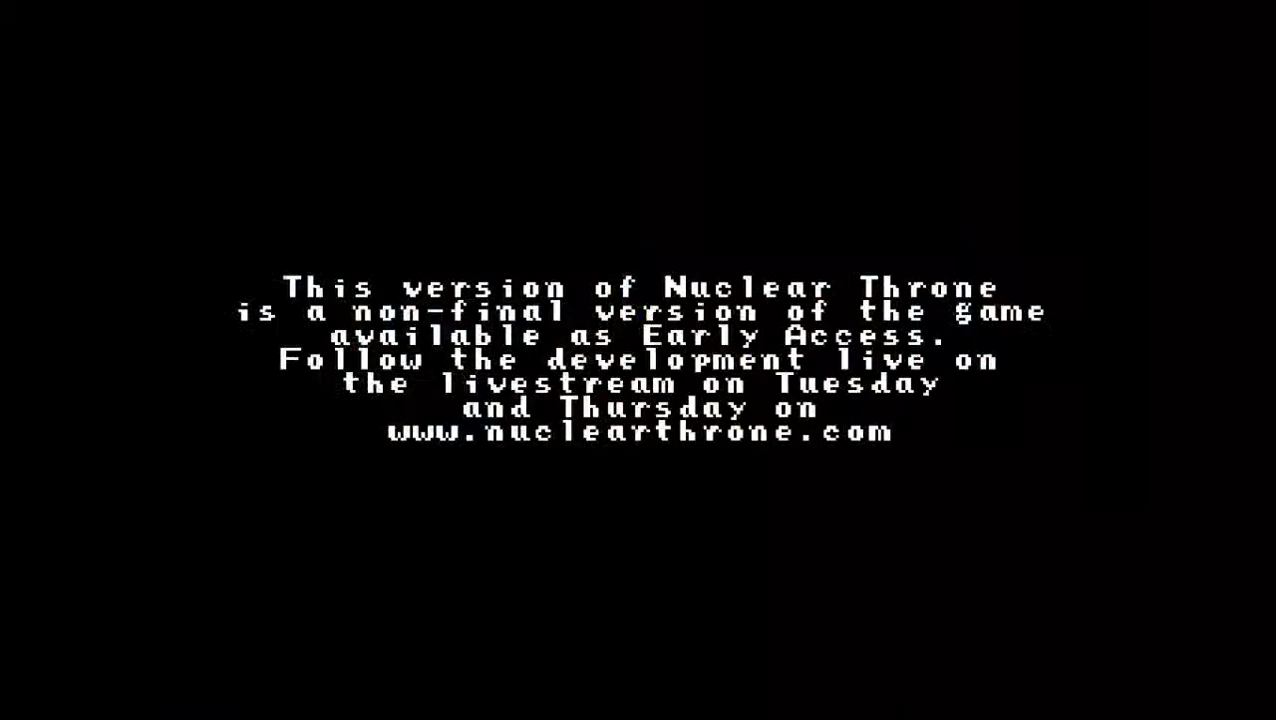 This version of Nuclear Throne
is a non-final version of the game
available as Early Access.
Follow the development live on
the livestream on Tuesday
and Thursday on
www.nuclearthrone.com